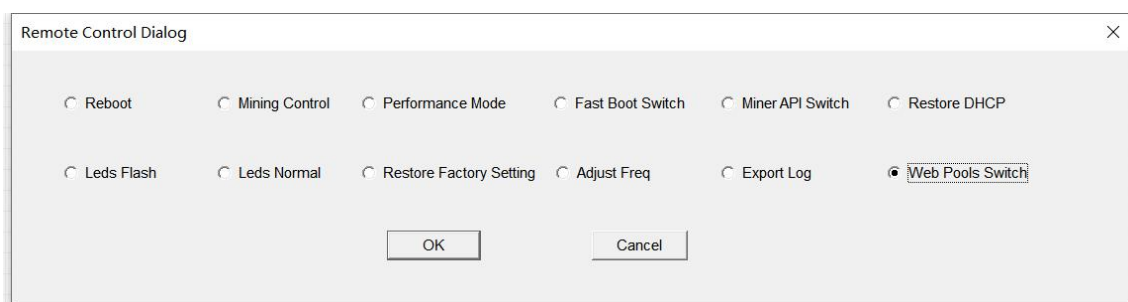 Remote Control Dialog
Reboot Mining Control Performance Mode Fast Boot Switch Miner API Switch Restore DHCP
Leds Flash Leds Normal Restore Factory Setting Adjust Freq Export Log Web Pools Switch
OK Cancel